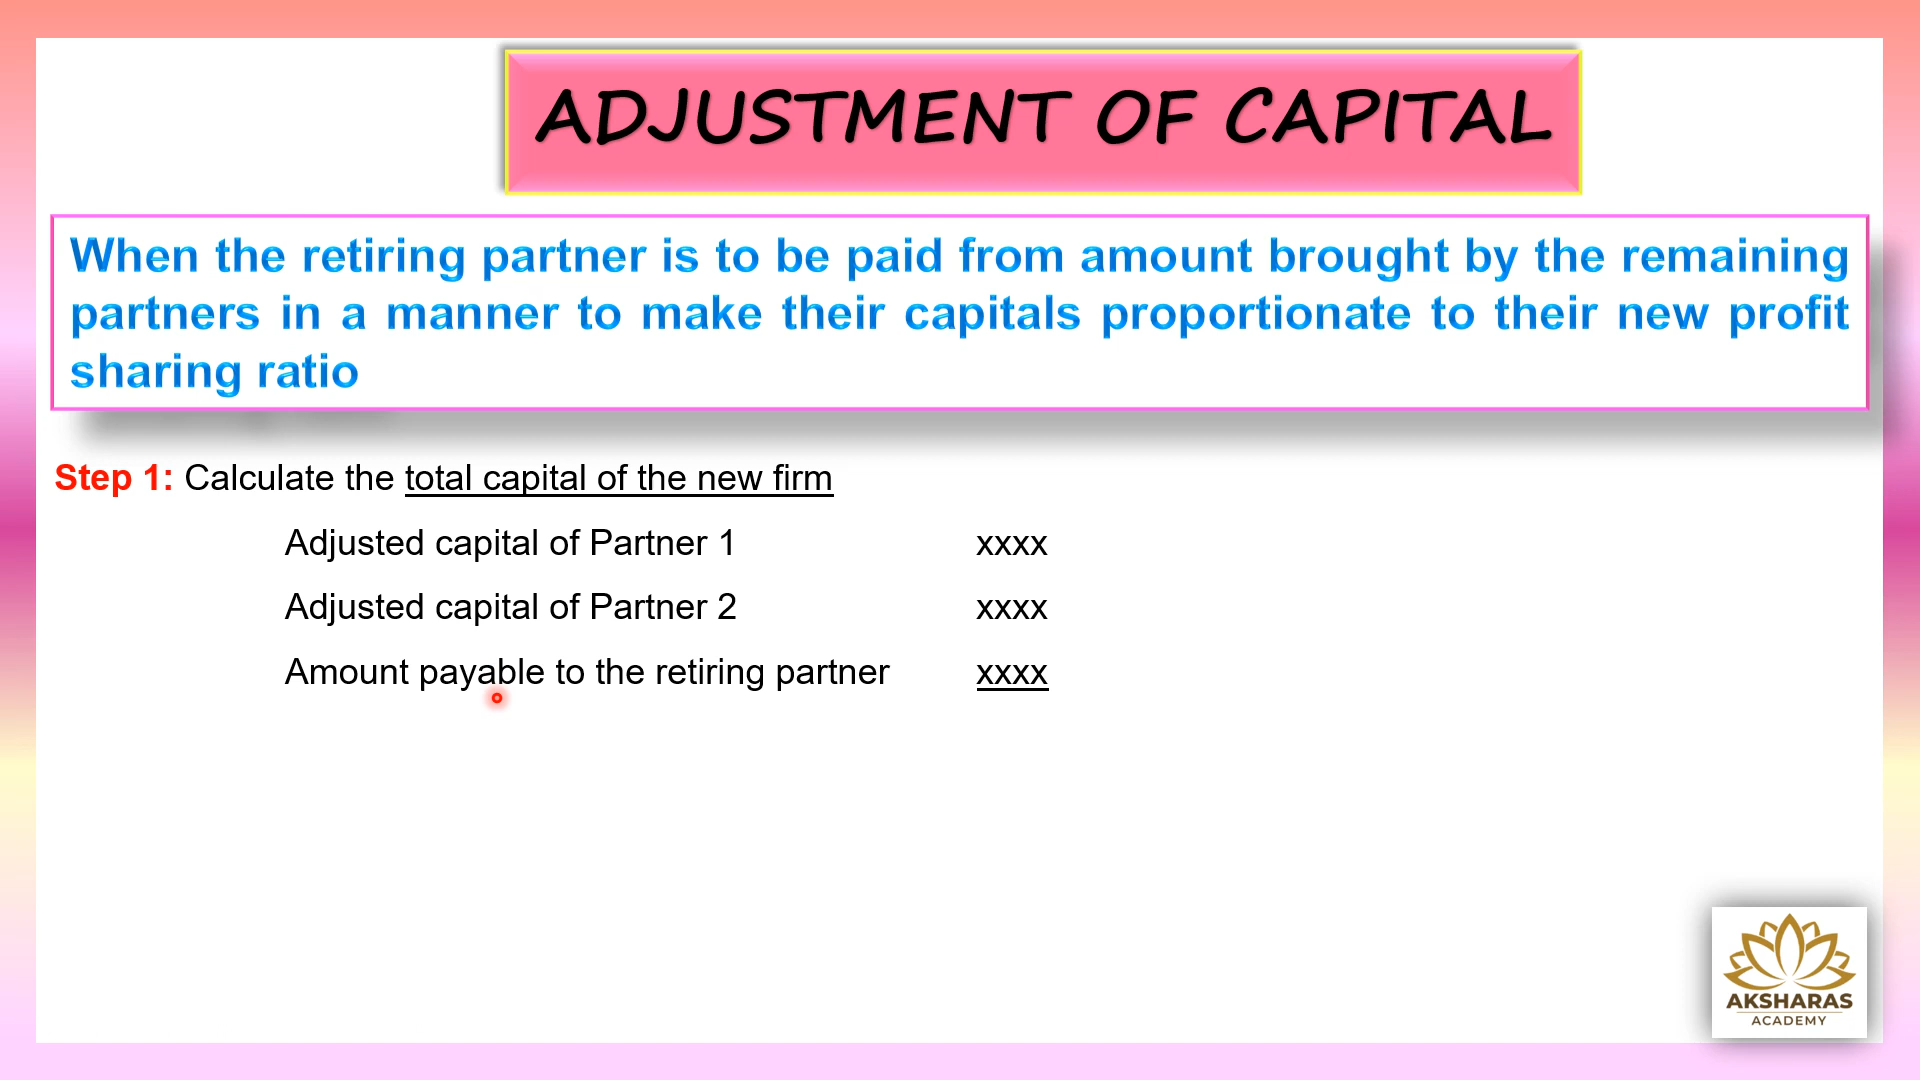 ADJUSTMENT OF CAPITAL
When the retiring partner is to be paid from amount brought by the remaining
partners in a manner to make their capitals proportionate to their new profit
sharing ratio
Step 1: Calculate the total capital of the new firm
Adjusted capital of Partner 1 xxxx
Adjusted capital of Partner 2 xxxx
Amount payable to the retiring partner xxxx
AKSHARAS
ACADEMY